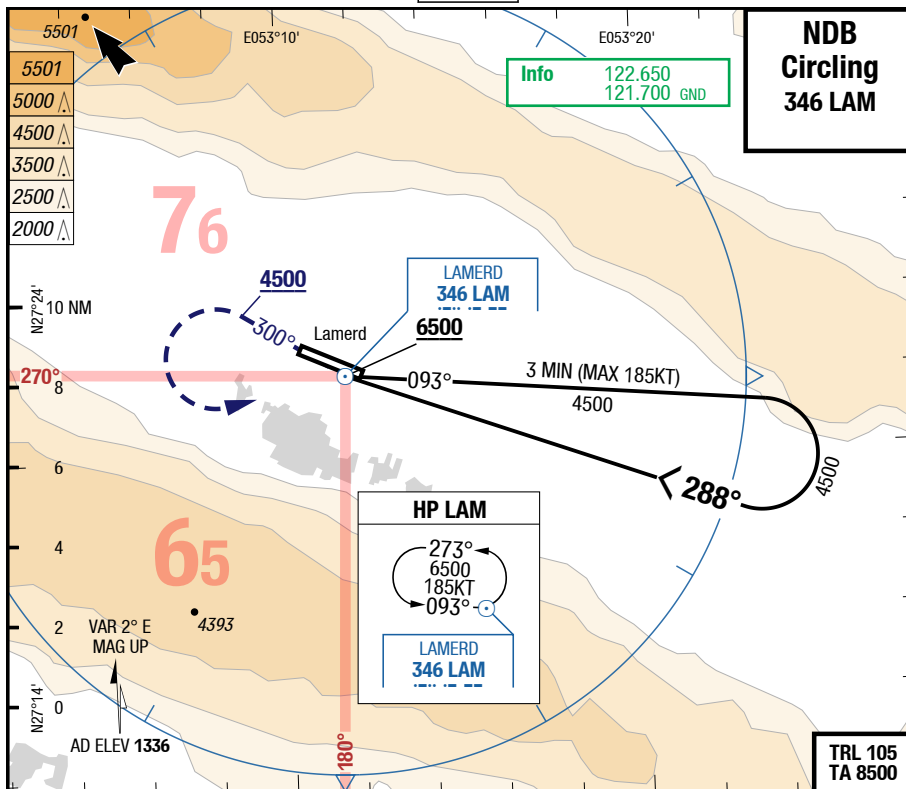 5501
E053°10'
E053°20'
NDB
Circling
346 LAM
Info 122.650
121.700 GND
5501
5000
4500
3500
2500
2000
76
N27°24'
10 NM
4500
300°
Lamerd
LAMERD
346 LAM
6500
270°
8
093°
3 MIN (MAX 185KT)
4500
6
288°
4500
HP LAM
273°
6500
185KT
093°
LAMERD
346 LAM
4
65
4393
2
VAR 2° E
MAG UP
N27°14'
0
AD ELEV 1336
180°
TRL 105
TA 8500